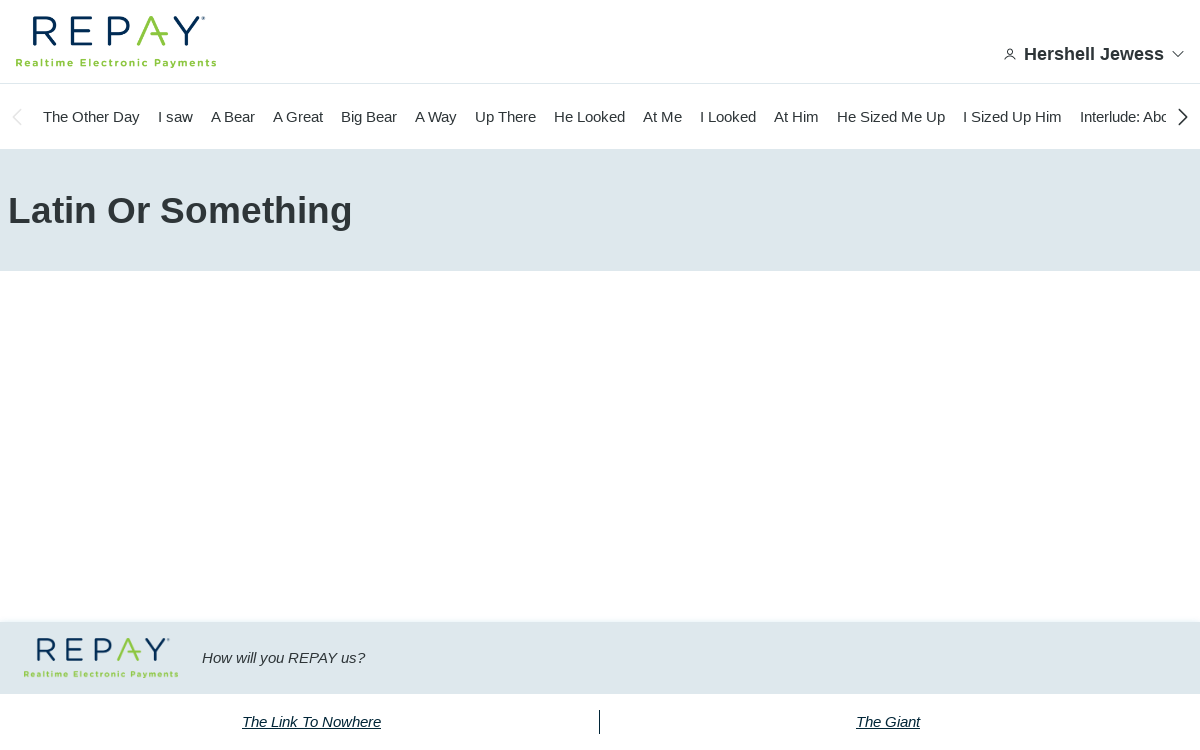 REPAY®
Realtime Electronic Payments
Hershell Jewess
The Other Day I saw A Bear A Great Big Bear A Way Up There He Looked At Me I Looked At Him He Sized Me Up I Sized Up Him Interlude:
Latin Or Something
REPAY®
Realtime Electronic Payments
How will you REPAY us?
The Link To Nowhere
The Giant